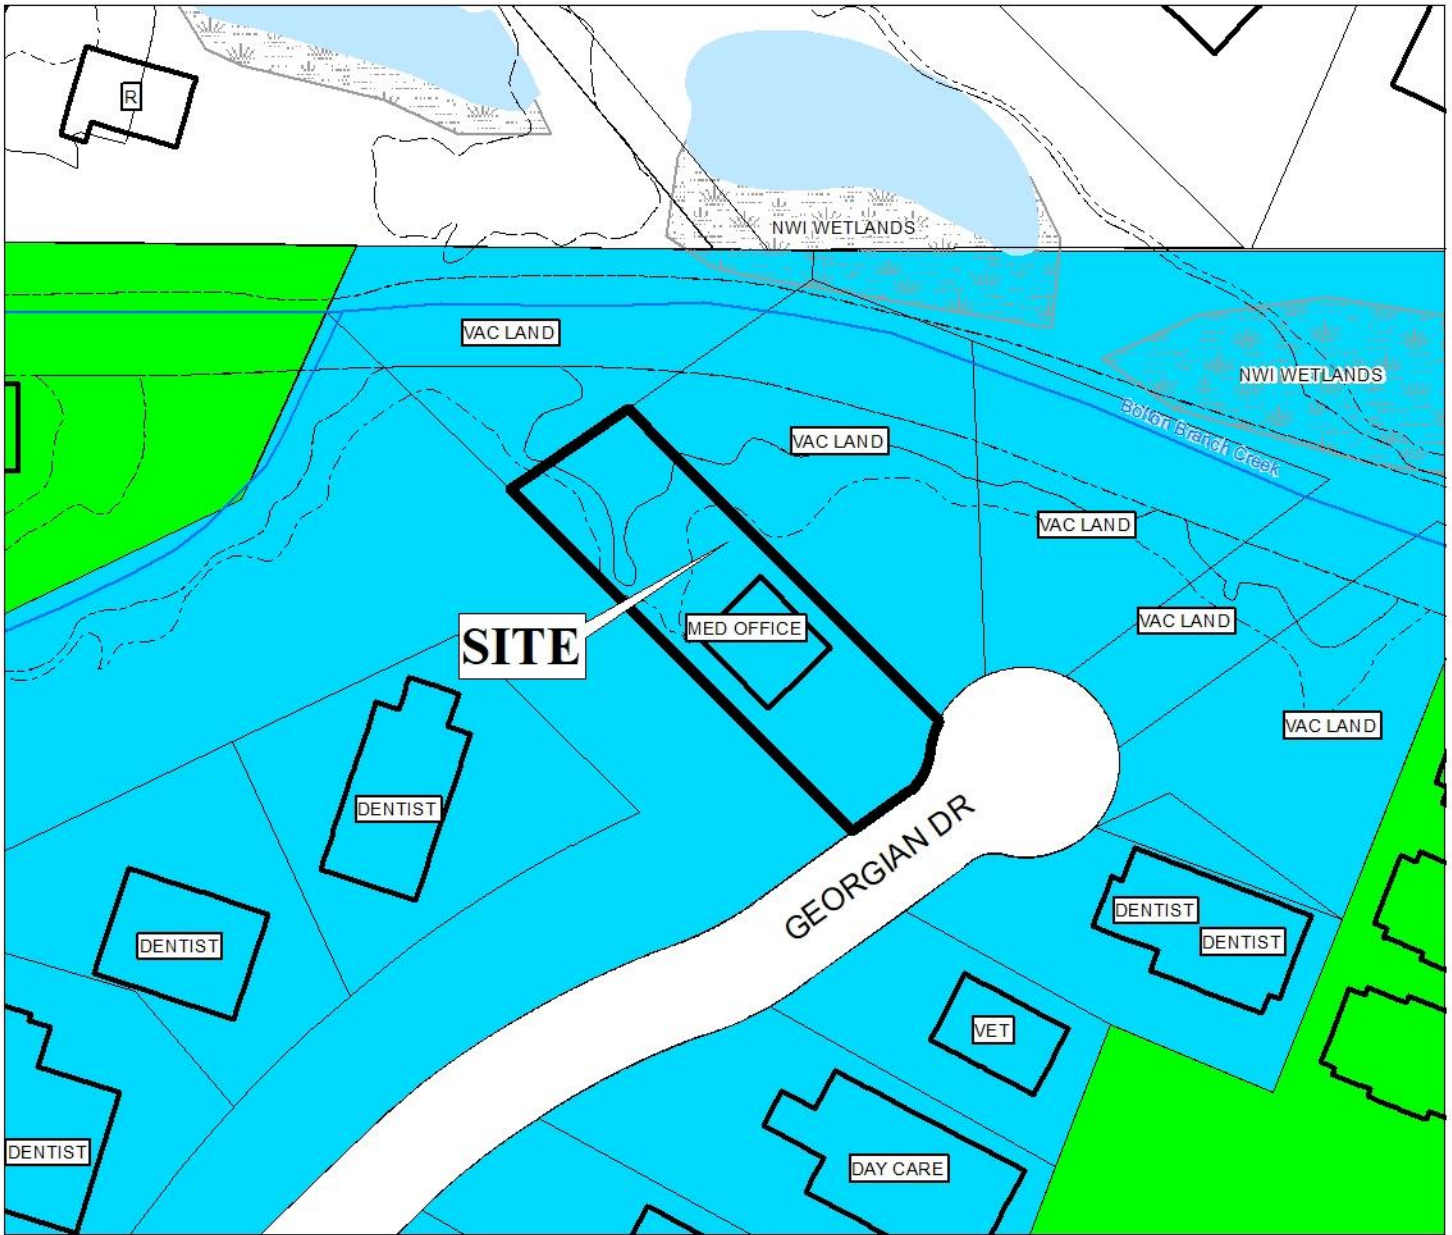 R
NWI WETLANDS
VAC LAND
NWI WETLANDS
Bolton Branch Creek
VAC LAND
VAC LAND
MED OFFICE
VAC LAND
SITE
VAC LAND
DENTIST
GEORGIAN DR
DENTIST
DENTIST
DENTIST
VET
DENTIST
DAY CARE